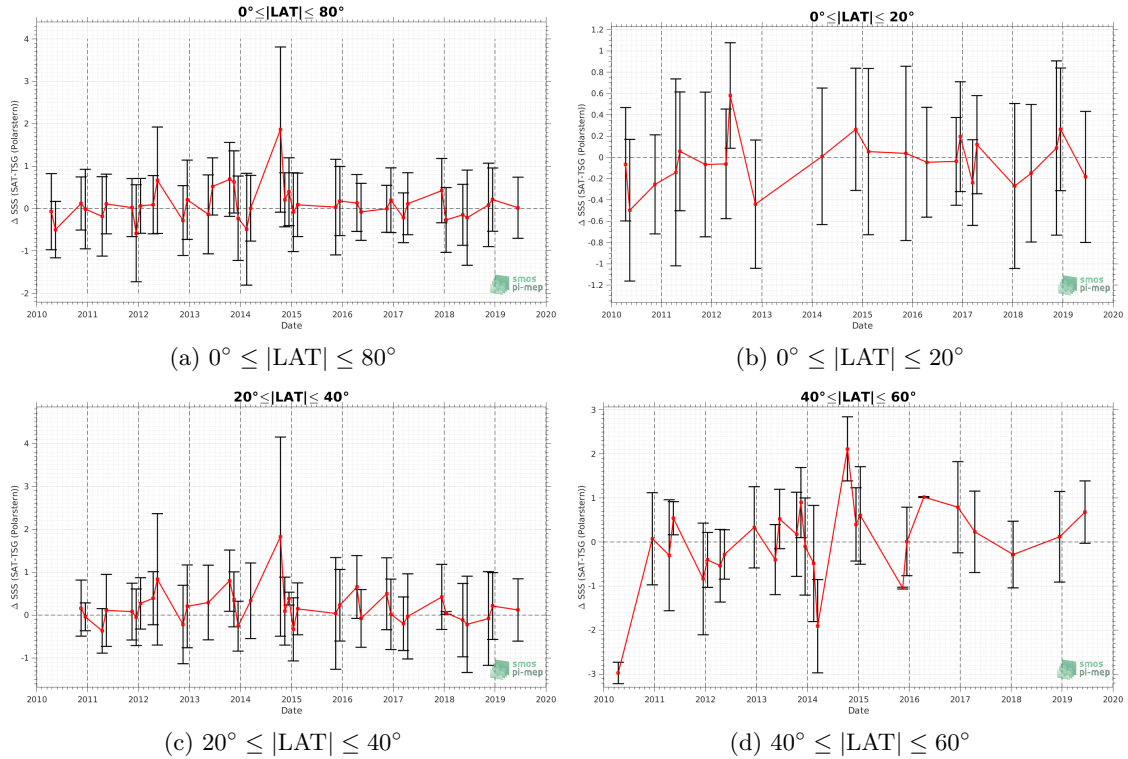 0°≤|LAT|≤ 80°
Δ SSS (SAT-TSG (Polarstern))
4
3
2
1
0
-1
-2
2010 2011 2012 2013 2014 2015 2016 2017 2018 2019 2020
Date
smos
pi-mep
(a) 0° ≤ |LAT| ≤ 80°
0°≤|LAT|≤ 20°
Δ SSS (SAT-TSG (Polarstern))
1.2
1
0.8
0.6
0.4
0.2
0
-0.2
-0.4
-0.6
-0.8
-1
-1.2
2010 2011 2012 2013 2014 2015 2016 2017 2018 2019 2020
Date
smos
pi-mep
(b) 0° ≤ |LAT| ≤ 20°
20°≤|LAT|≤ 40°
Δ SSS (SAT-TSG (Polarstern))
4
3
2
1
0
-1
2010 2011 2012 2013 2014 2015 2016 2017 2018 2019 2020
Date
smos
pi-mep
(c) 20° ≤ |LAT| ≤ 40°
40°≤|LAT|≤ 60°
Δ SSS (SAT-TSG (Polarstern))
3
2
1
0
-1
-2
-3
2010 2011 2012 2013 2014 2015 2016 2017 2018 2019 2020
Date
smos
pi-mep
(d) 40° ≤ |LAT| ≤ 60°